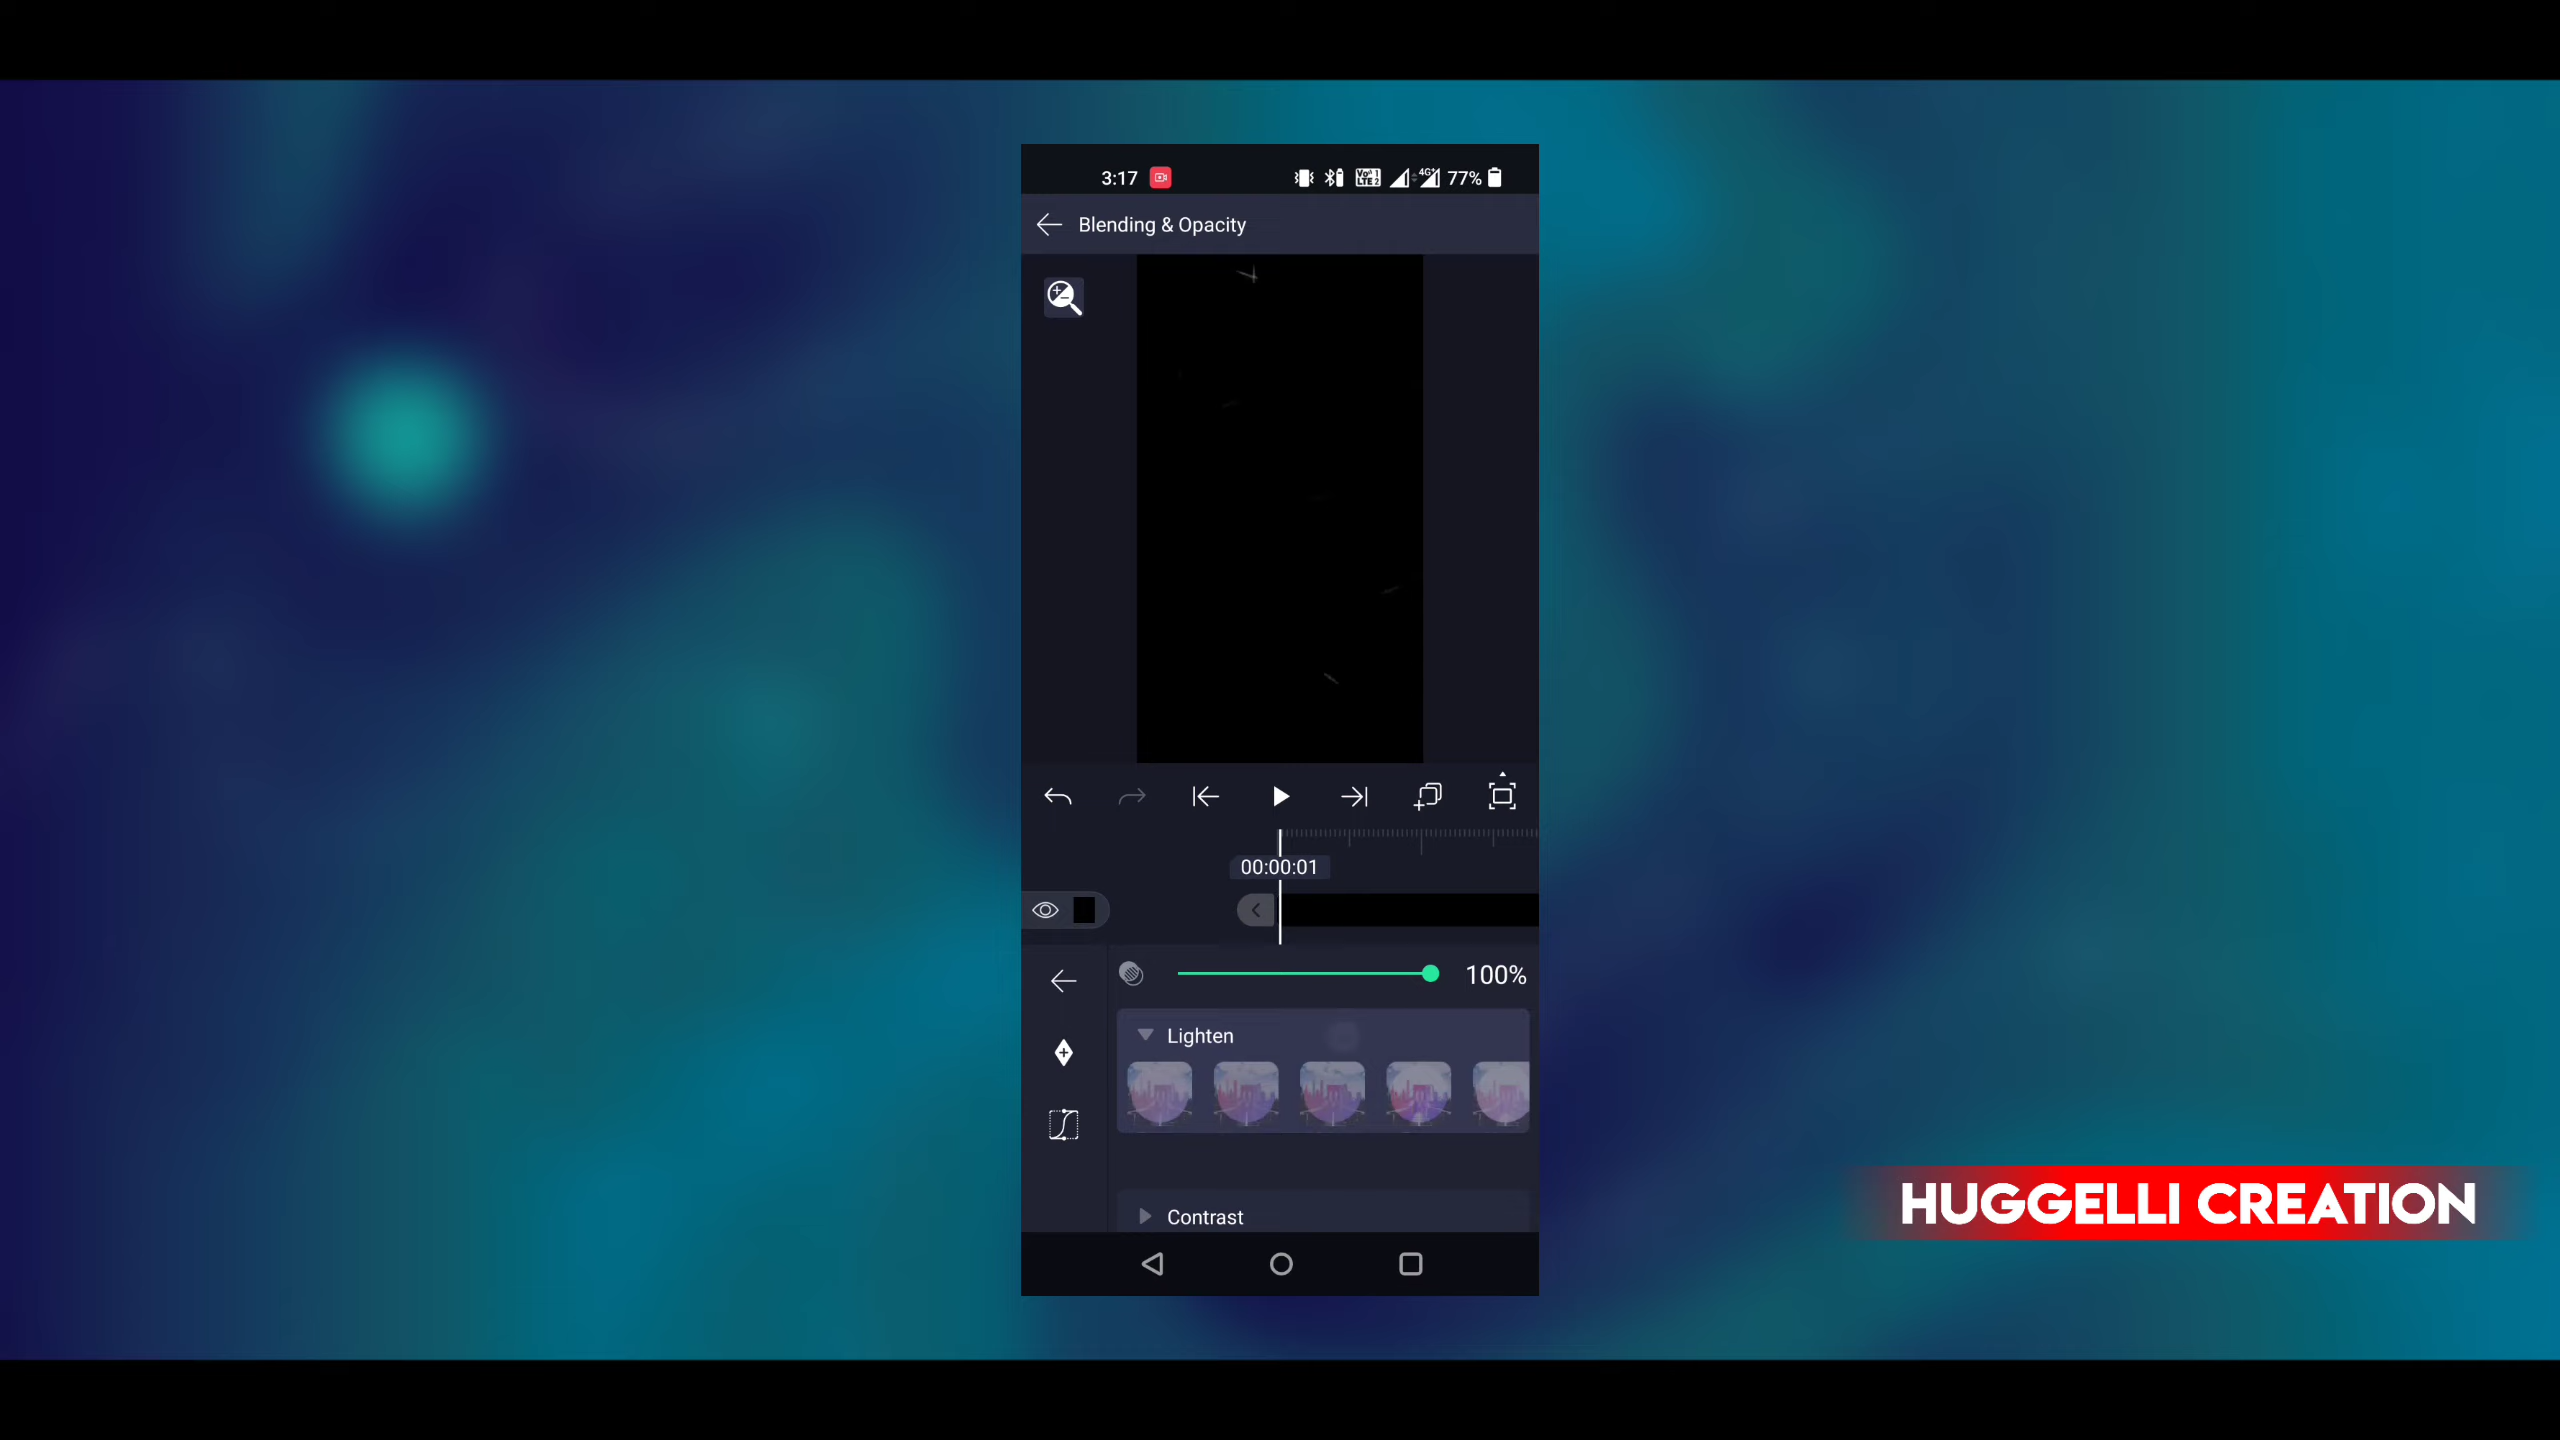 3:17
77%
Blending & Opacity
00:00:01
100%
Lighten
Contrast
HUGGELLI CREATION